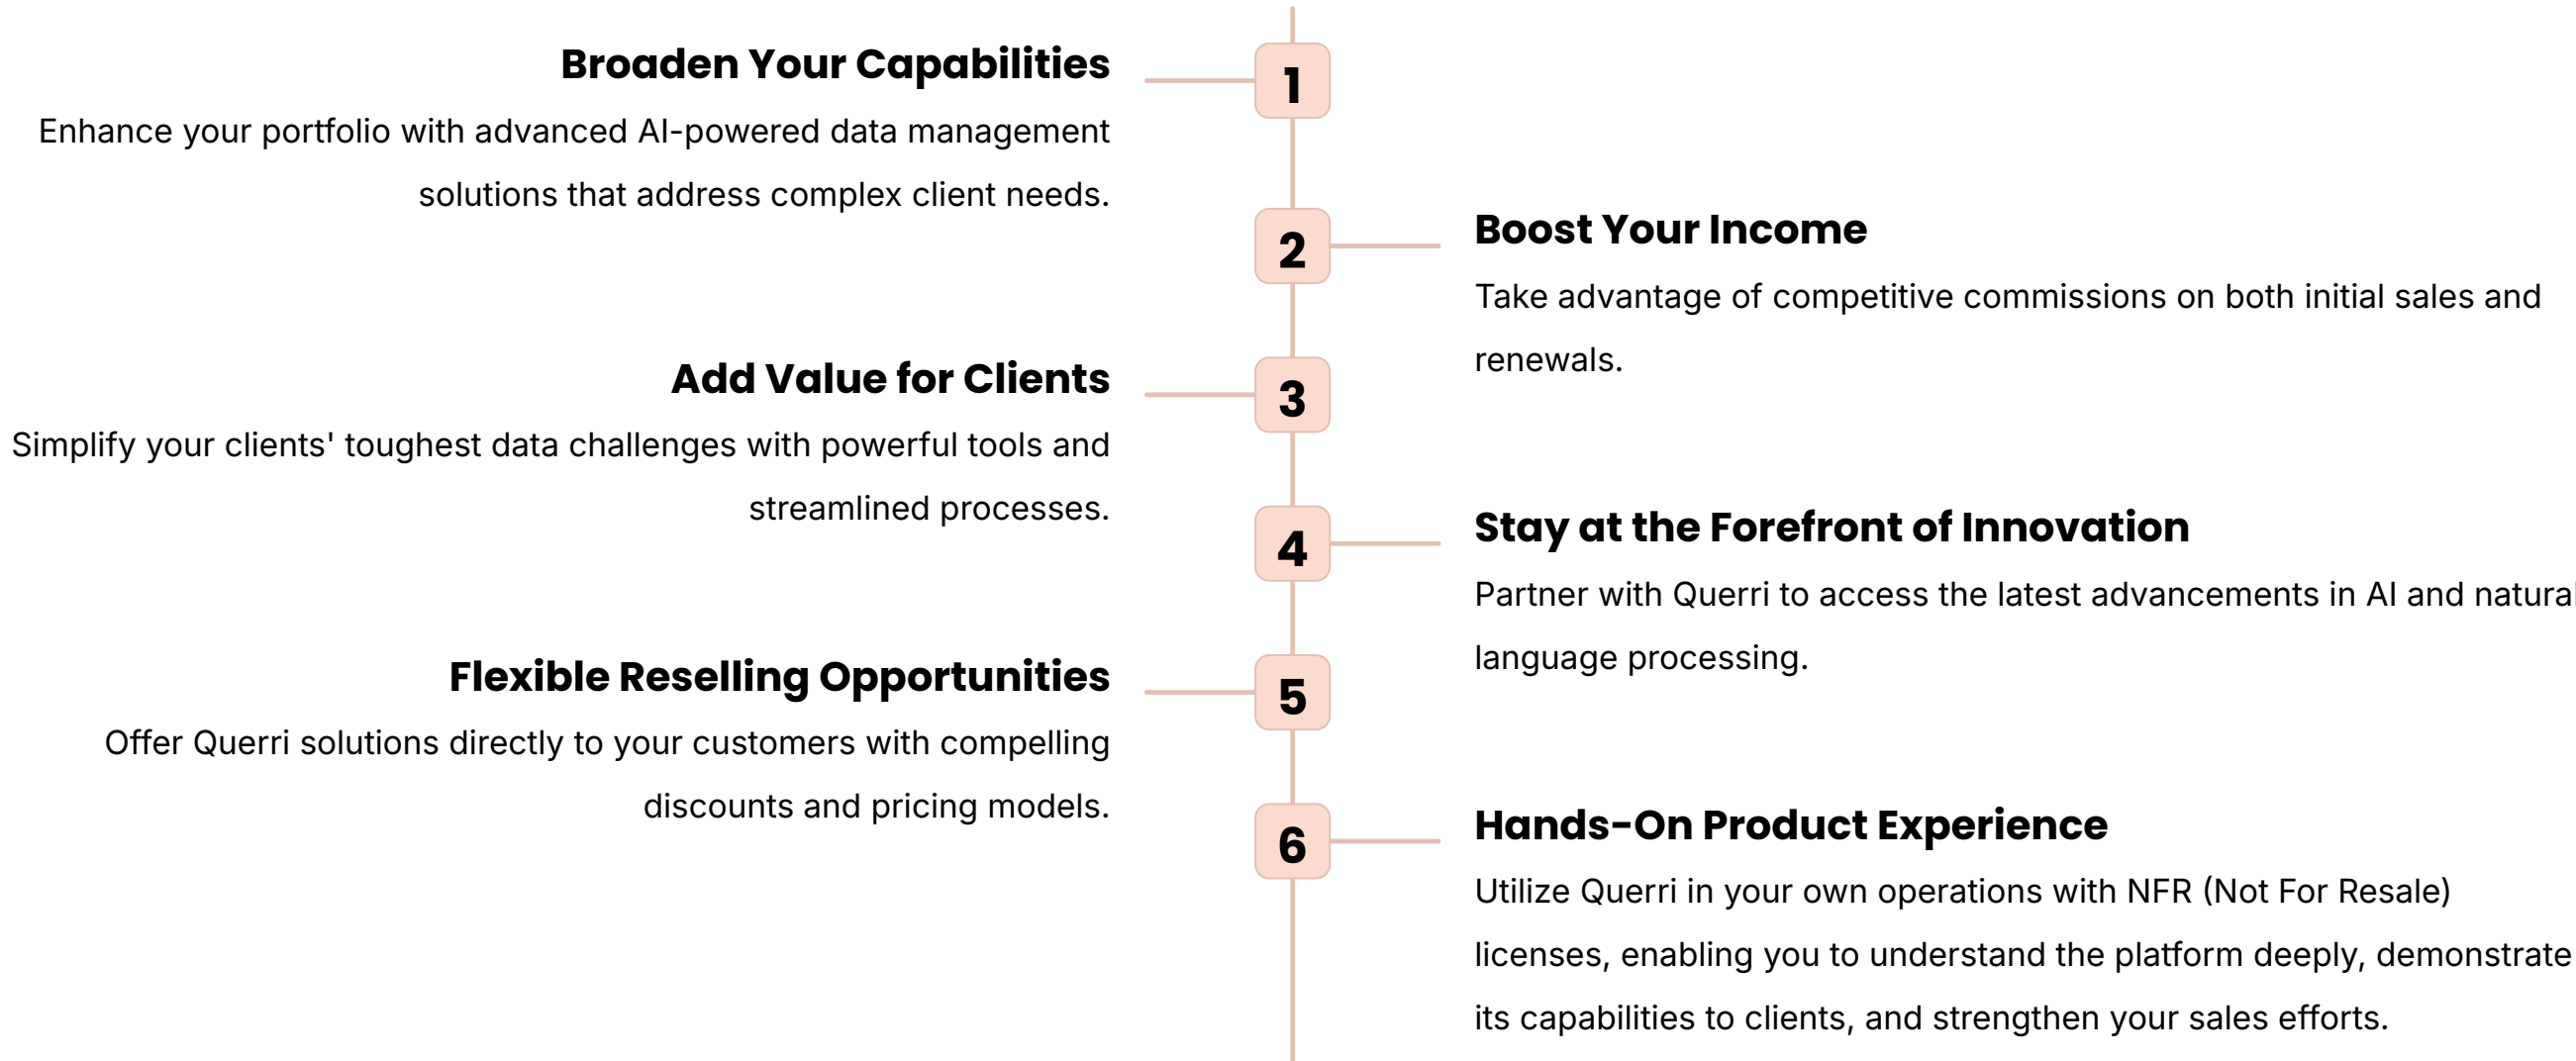 1
Broaden Your Capabilities
Enhance your portfolio with advanced AI-powered data management
solutions that address complex client needs.
2
Boost Your Income
Take advantage of competitive commissions on both initial sales and
renewals.
3
Add Value for Clients
Simplify your clients' toughest data challenges with powerful tools and
streamlined processes.
4
Stay at the Forefront of Innovation
Partner with Querri to access the latest advancements in AI and natural
language processing.
5
Flexible Reselling Opportunities
Offer Querri solutions directly to your customers with compelling
discounts and pricing models.
6
Hands-On Product Experience
Utilize Querri in your own operations with NFR (Not For Resale)
licenses, enabling you to understand the platform deeply, demonstrate
its capabilities to clients, and strengthen your sales efforts.